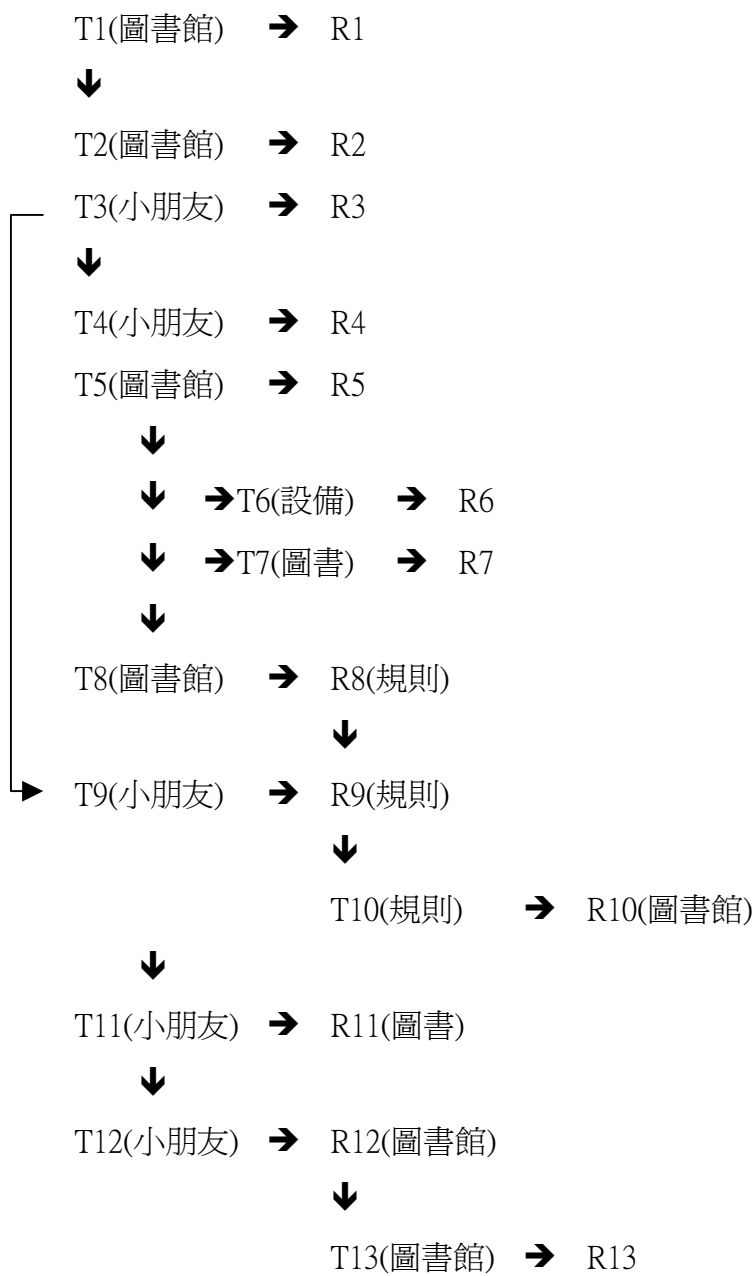 T1(圖書館) ➔ R1
🡻
T2(圖書館) ➔ R2
T3(小朋友) ➔ R3
🡻
T4(小朋友) ➔ R4
T5(圖書館) ➔ R5
🡻
🡻 ➔T6(設備) ➔ R6
🡻 ➔T7(圖書) ➔ R7
🡻
T8(圖書館) ➔ R8(規則)
🡻
T9(小朋友) ➔ R9(規則)
🡻
T10(規則) ➔ R10(圖書館)
🡻
T11(小朋友) ➔ R11(圖書)
🡻
T12(小朋友) ➔ R12(圖書館)
🡻
T13(圖書館) ➔ R13